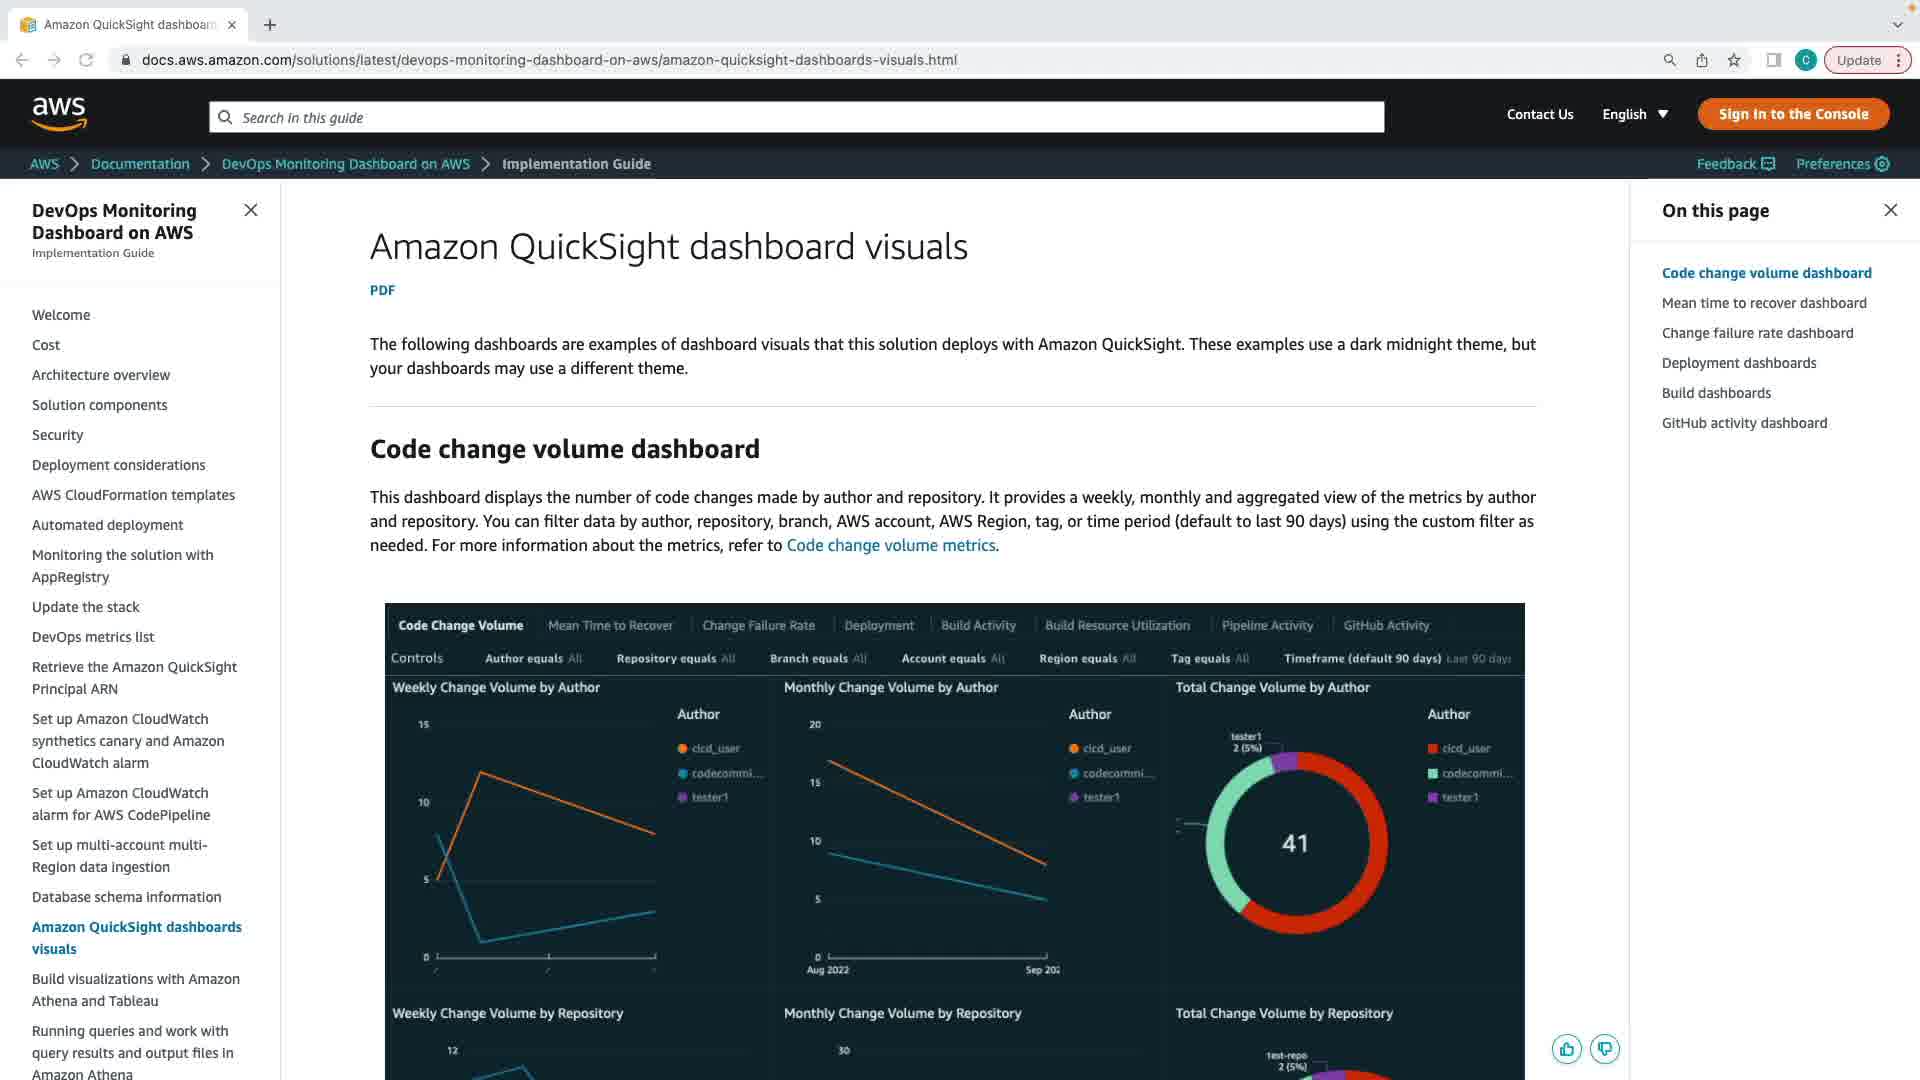 Amazon QuickSight dashboard
docs.aws.amazon.com/solutions/latest/devops-monitoring-dashboard-on-aws/amazon-quicksight-dashboards-visuals.html
C
Update
aws
Search in this guide
Contact Us
English
Sign In to the Console
AWS
Documentation
DevOps Monitoring Dashboard on AWS
Implementation Guide
Feedback
Preferences
DevOps Monitoring
Dashboard on AWS
Implementation Guide
Welcome
Cost
Architecture overview
Solution components
Security
Deployment considerations
AWS CloudFormation templates
Automated deployment
Monitoring the solution with
AppRegistry
Update the stack
DevOps metrics list
Retrieve the Amazon QuickSight
Principal ARN
Set up Amazon CloudWatch
synthetics canary and Amazon
CloudWatch alarm
Set up Amazon CloudWatch
alarm for AWS CodePipeline
Set up multi-account multi-
Region data ingestion
Database schema information
Amazon QuickSight dashboards
visuals
Build visualizations with Amazon
Athena and Tableau
Running queries and work with
query results and output files in
Amazon Athena
Amazon QuickSight dashboard visuals
PDF
The following dashboards are examples of dashboard visuals that this solution deploys with Amazon QuickSight. These examples use a dark midnight theme, but
your dashboards may use a different theme.
Code change volume dashboard
This dashboard displays the number of code changes made by author and repository. It provides a weekly, monthly and aggregated view of the metrics by author
and repository. You can filter data by author, repository, branch, AWS account, AWS Region, tag, or time period (default to last 90 days) using the custom filter as
needed. For more information about the metrics, refer to Code change volume metrics.
Code Change Volume
Mean Time to Recover
Change Failure Rate
Deployment
Build Activity
Build Resource Utilization
Pipeline Activity
GitHub Activity
Controls
Author equals All
Repository equals All
Branch equals All
Account equals All
Region equals All
Tag equals All
Timeframe (default 90 days) Last 90 days
Weekly Change Volume by Author
15
10
5
0
Author
cicd_user
codecommi...
tester1
Monthly Change Volume by Author
20
15
10
5
0
Aug 2022
Sep 202
Author
cicd_user
codecommi...
tester1
Total Change Volume by Author
tester1
2 (5%)
41
Author
cicd_user
codecommi...
tester1
Weekly Change Volume by Repository
12
Monthly Change Volume by Repository
30
Total Change Volume by Repository
test-repo
2 (5%)
On this page
Code change volume dashboard
Mean time to recover dashboard
Change failure rate dashboard
Deployment dashboards
Build dashboards
GitHub activity dashboard